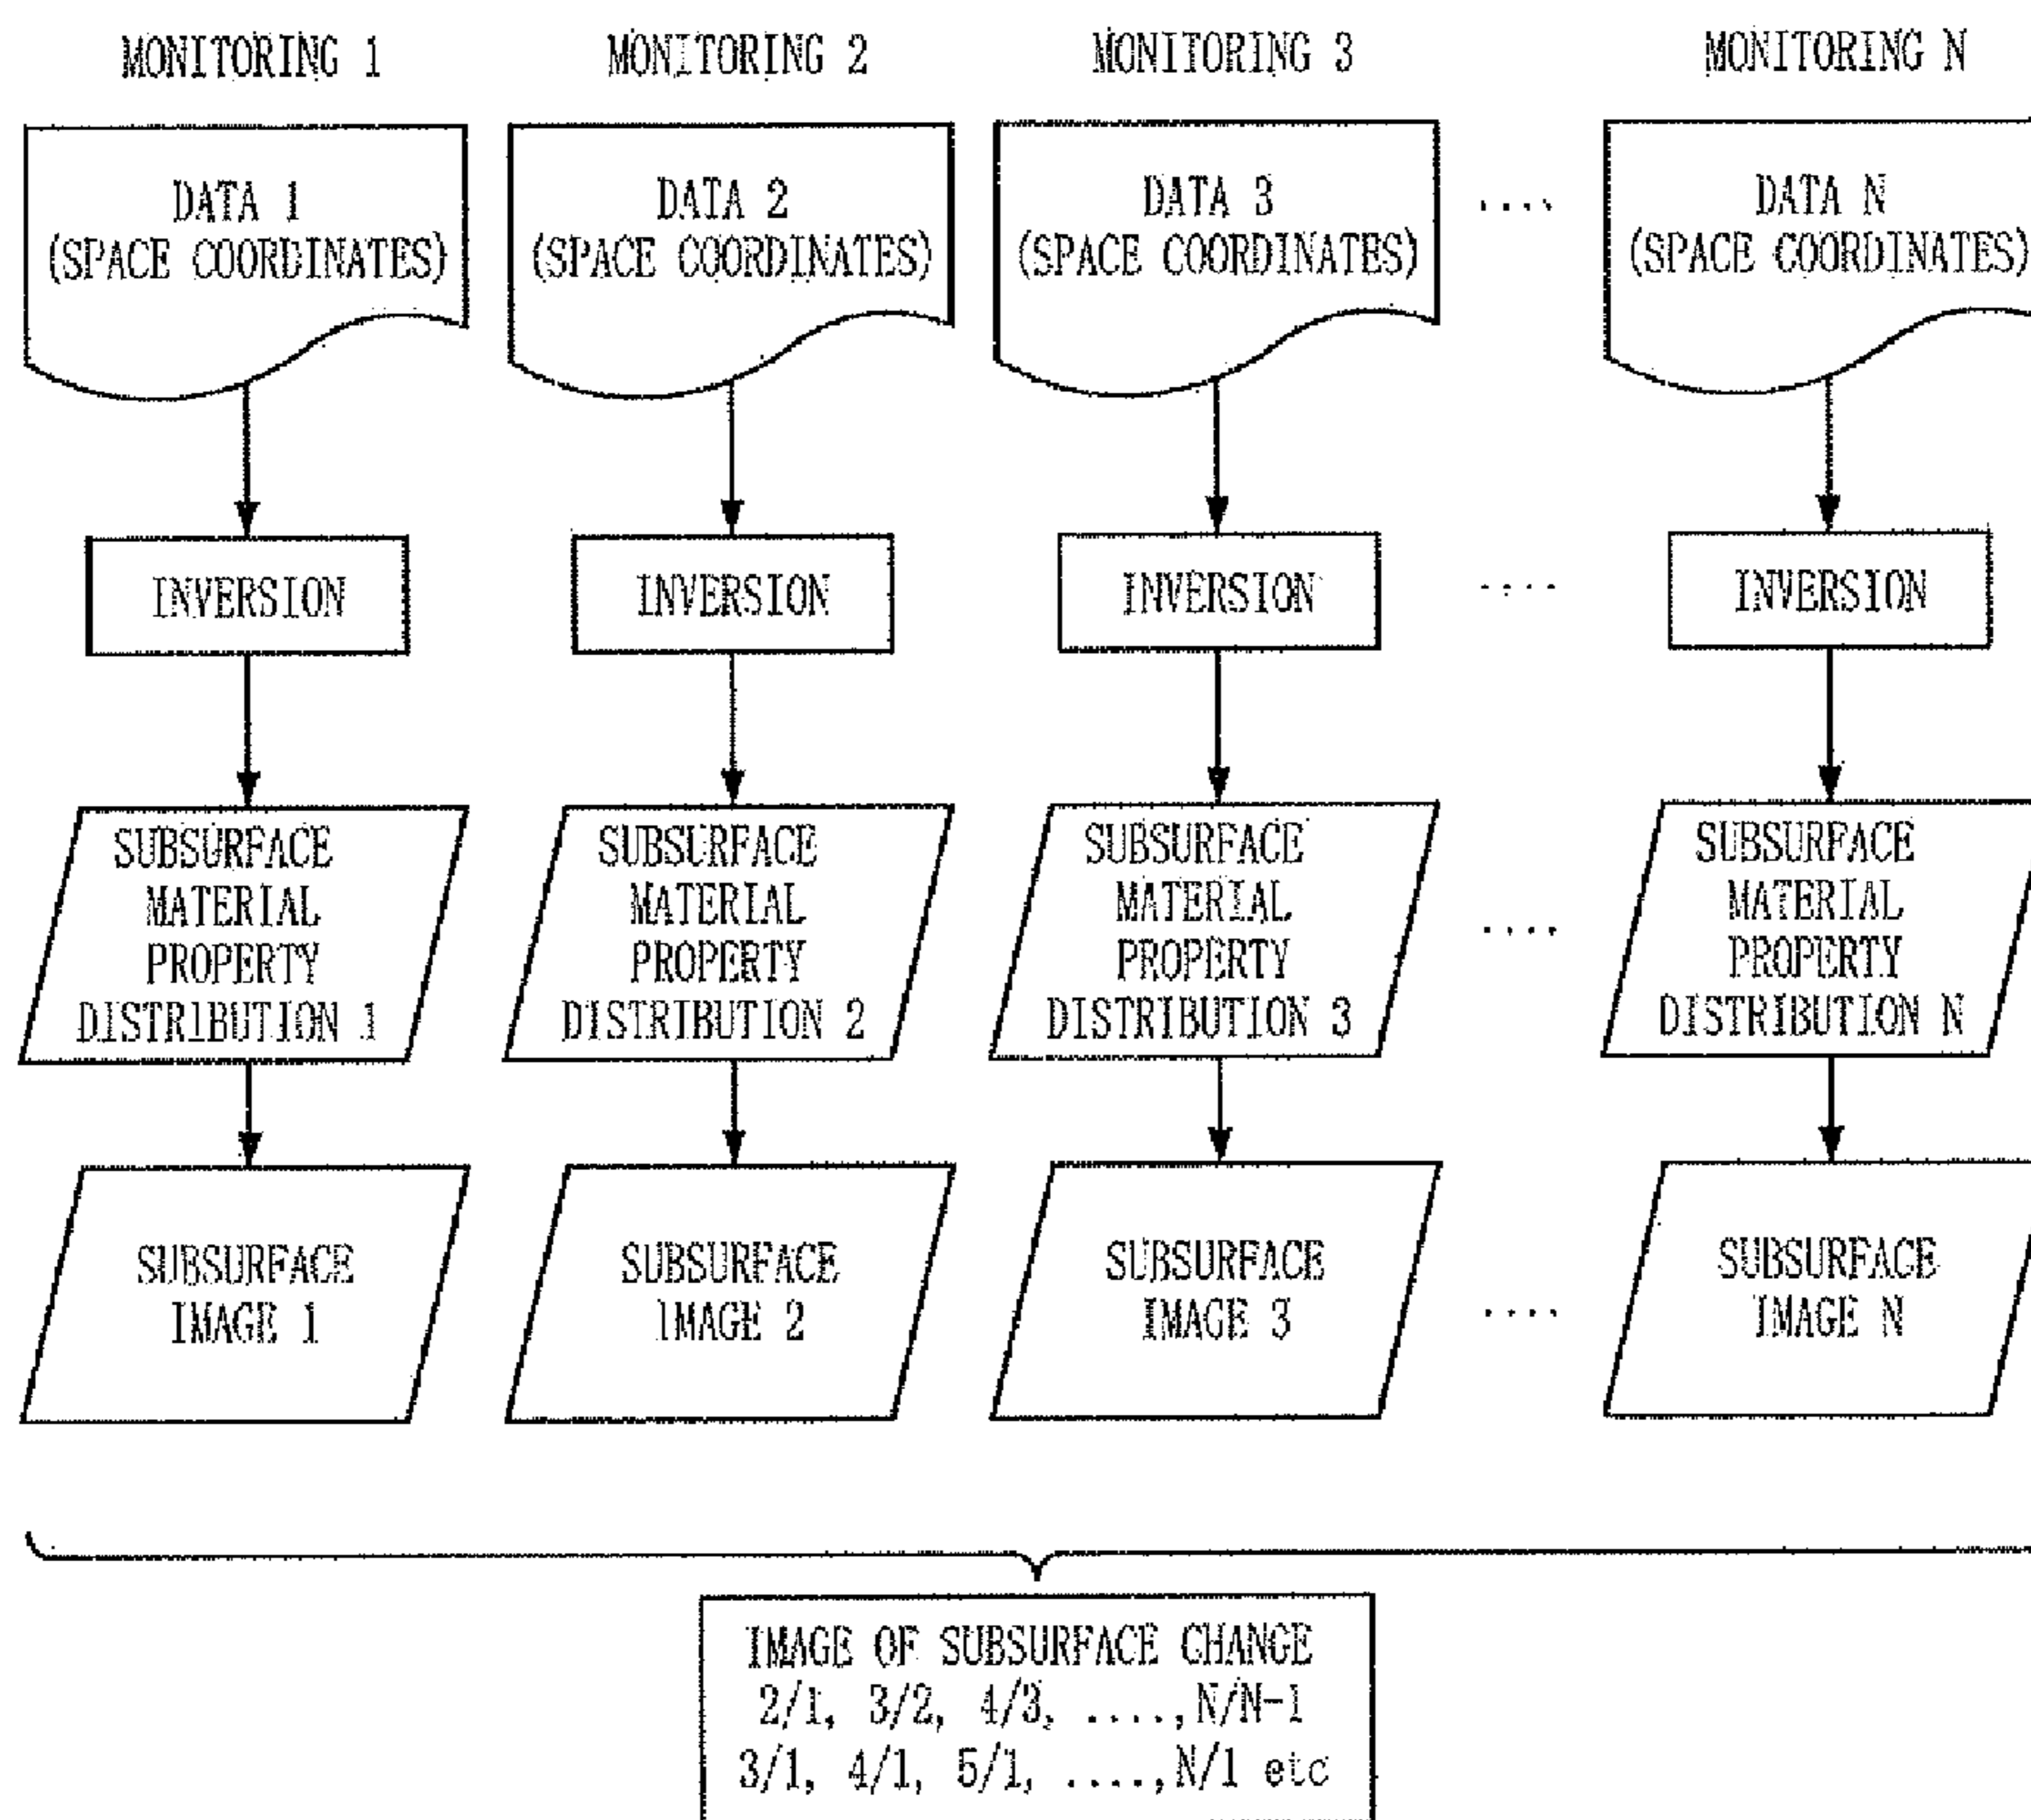 MONITORING 1
MONITORING 2
MONITORING 3
MONITORING N
DATA 1
(SPACE COORDINATES)
DATA 2
(SPACE COORDINATES)
DATA 3
(SPACE COORDINATES)
....
DATA N
(SPACE COORDINATES)
INVERSION
INVERSION
INVERSION
....
INVERSION
SUBSURFACE
MATERIAL
PROPERTY
DISTRIBUTION 1
SUBSURFACE
MATERIAL
PROPERTY
DISTRIBUTION 2
SUBSURFACE
MATERIAL
PROPERTY
DISTRIBUTION 3
....
SUBSURFACE
MATERIAL
PROPERTY
DISTRIBUTION N
SUBSURFACE
IMAGE 1
SUBSURFACE
IMAGE 2
SUBSURFACE
IMAGE 3
....
SUBSURFACE
IMAGE N
IMAGE OF SUBSURFACE CHANGE
2/1, 3/2, 4/3, ...., N/N-1
3/1, 4/1, 5/1, ...., N/1 etc